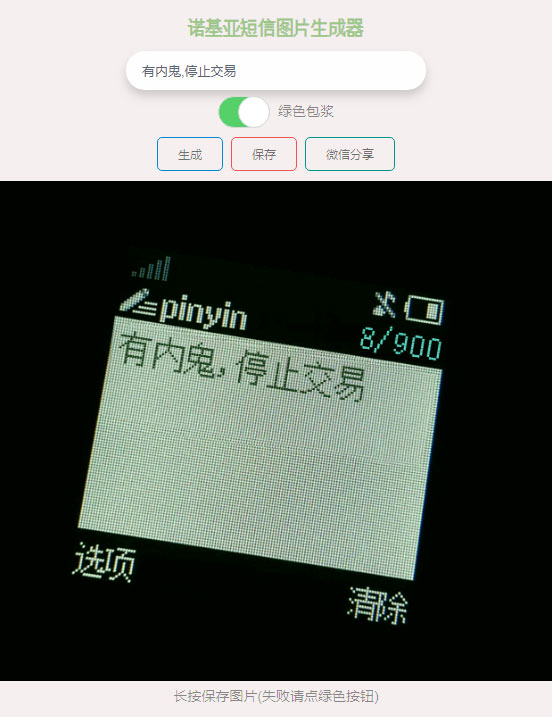 诺基亚短信图片生成器
有内鬼,停止交易
绿色包浆
生成 保存 微信分享
pinyin
8/900
有内鬼,停止交易
选项
清除
长按保存图片(失败请点绿色按钮)